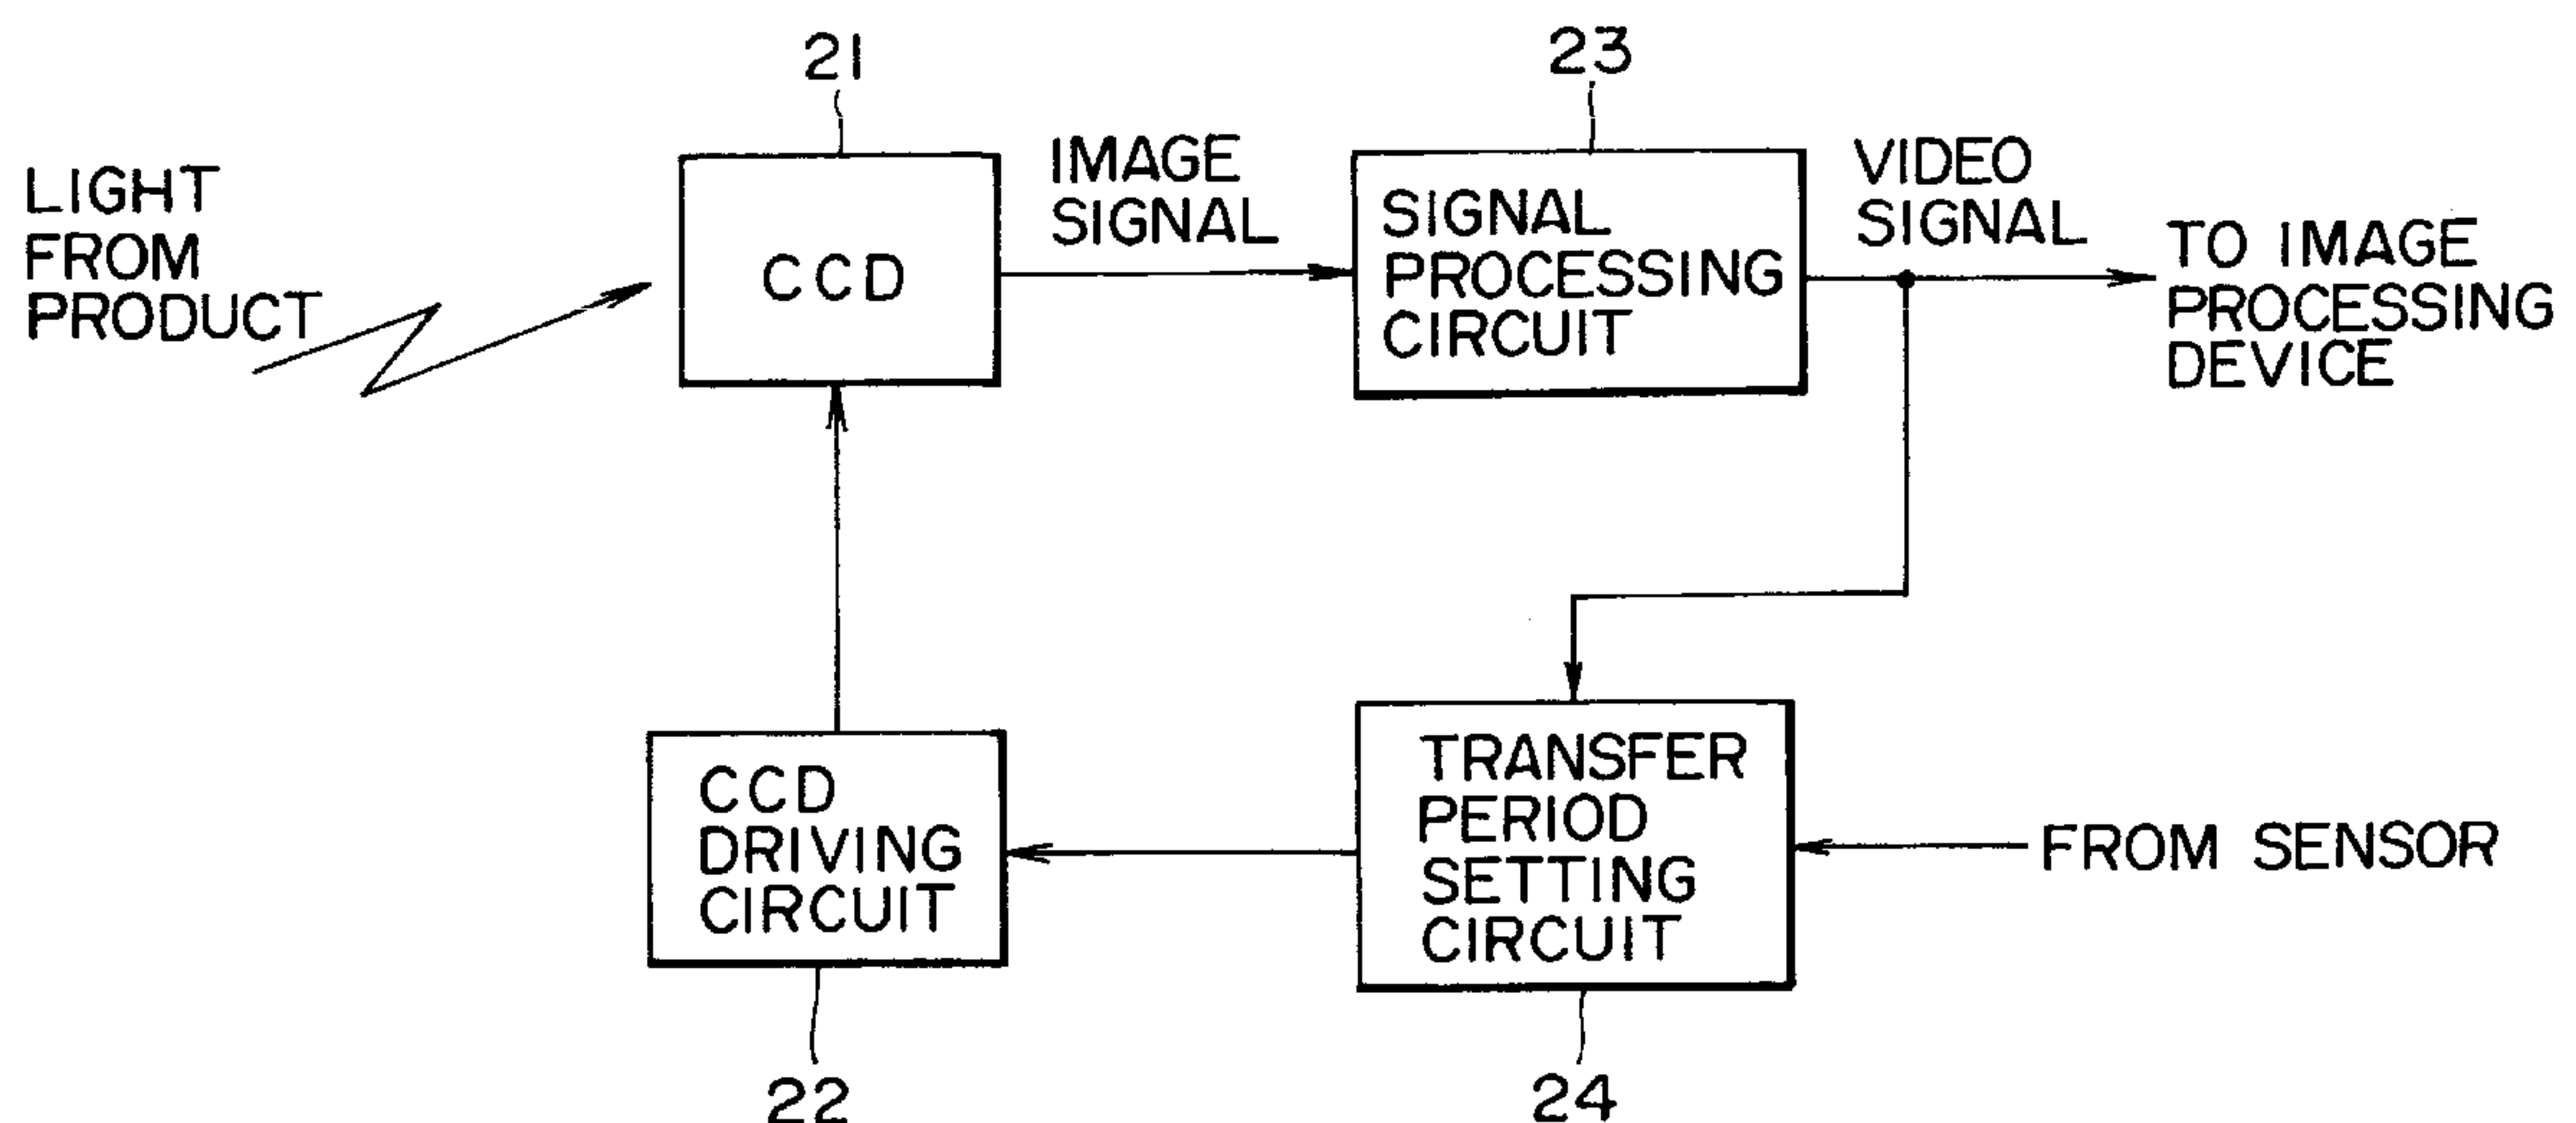 21
23
LIGHT
FROM
PRODUCT
CCD
IMAGE
SIGNAL
SIGNAL
PROCESSING
CIRCUIT
VIDEO
SIGNAL
TO IMAGE
PROCESSING
DEVICE
CCD
DRIVING
CIRCUIT
TRANSFER
PERIOD
SETTING
CIRCUIT
FROM SENSOR
22
24